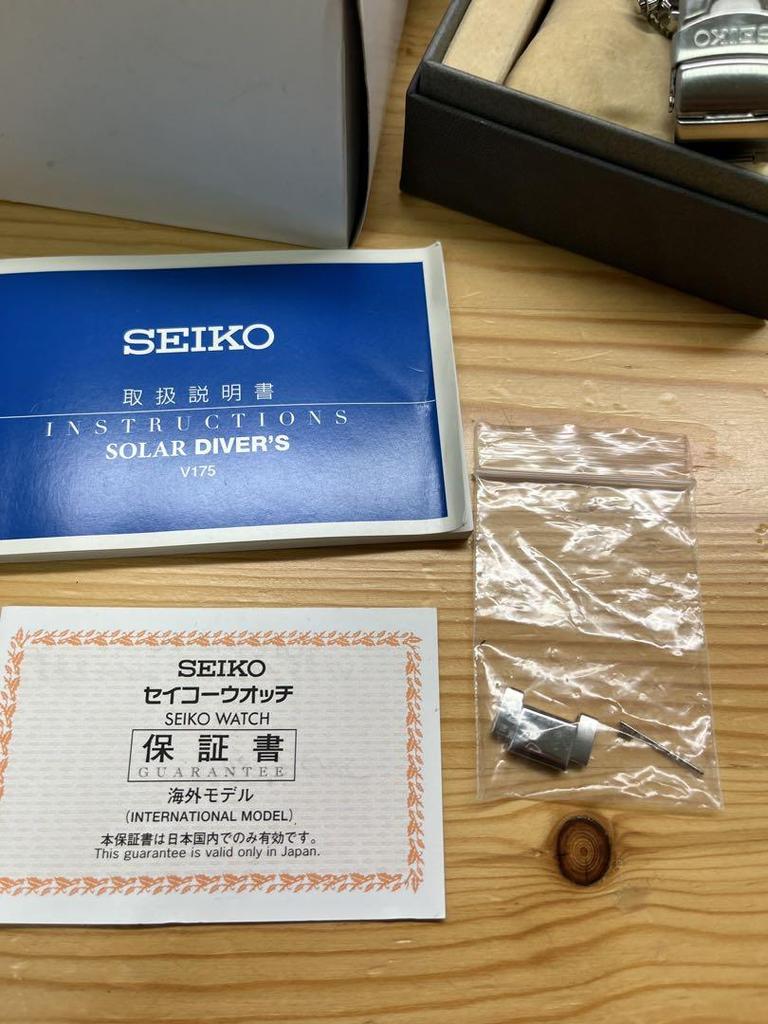 SEIKO
SEIKO
取扱説明書
INSTRUCTIONS
SOLAR DIVER'S
V175
SEIKO
セイコーウオッチ
SEIKO WATCH
保証書
GUARANTEE
海外モデル
(INTERNATIONAL MODEL)
本保証書は日本国内でのみ有効です。
This guarantee is valid only in Japan.